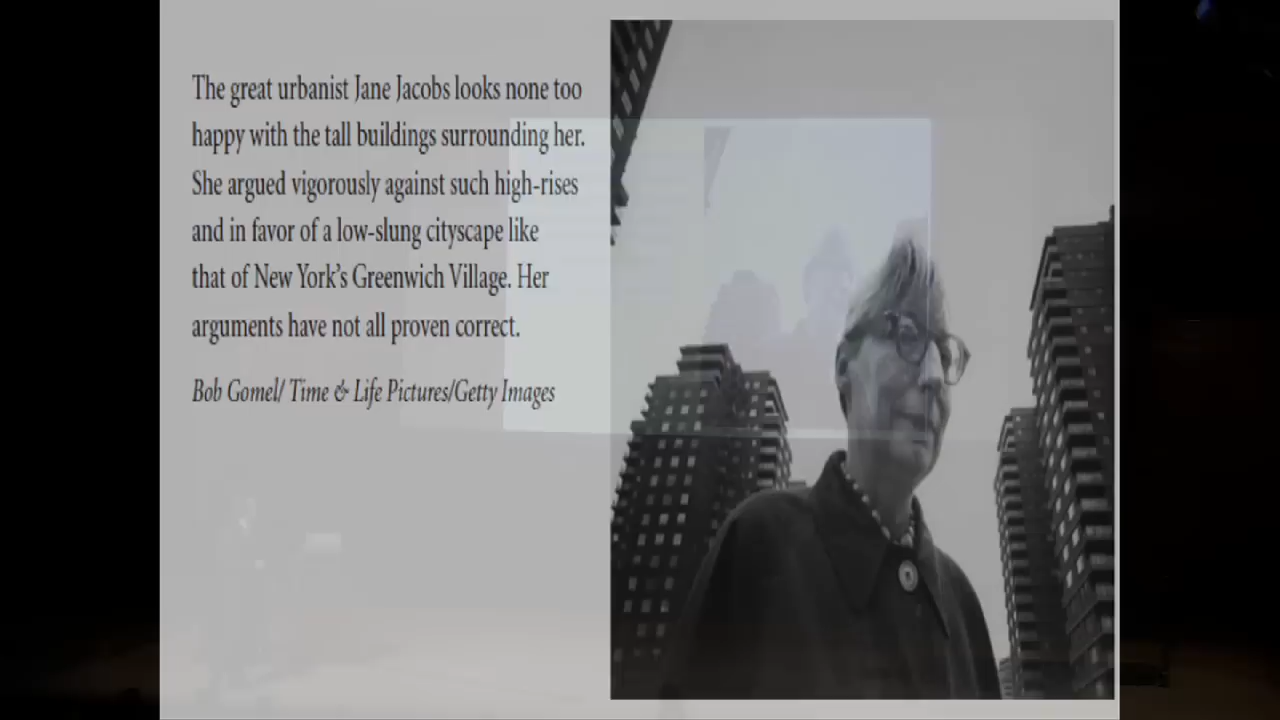 The great urbanist Jane Jacobs looks none too
happy with the tall buildings surrounding her.
She argued vigorously against such high-rises
and in favor of a low-slung cityscape like
that of New York’s Greenwich Village. Her
arguments have not all proven correct.
Bob Gomel/ Time & Life Pictures/Getty Images